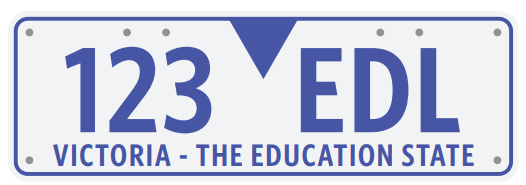 123 EDL
VICTORIA - THE EDUCATION STATE